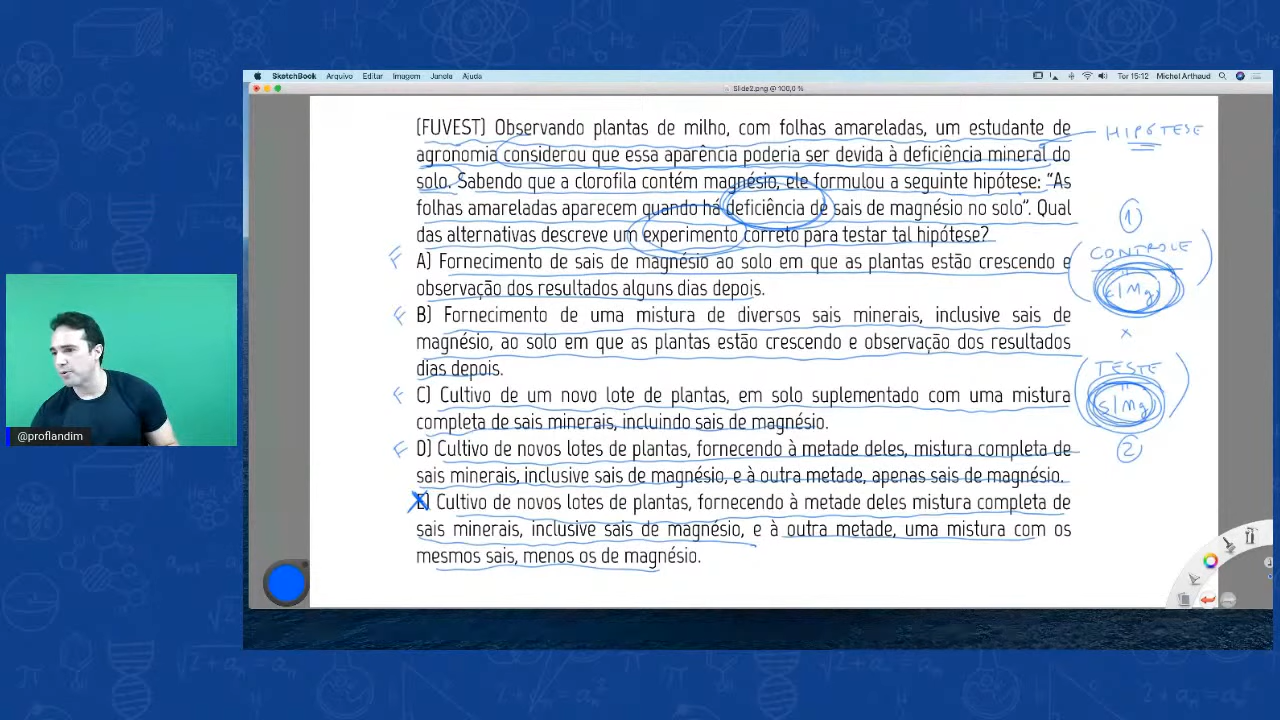 SketchBook Arquivo Editar Imagem Janela Ajuda
Ter 15:12 Michel Arthaud
Slide2.png @ 100,0 %
(FUVEST) Observando plantas de milho, com folhas amareladas, um estudante de
agronomia considerou que essa aparência poderia ser devida à deficiência mineral do
solo. Sabendo que a clorofila contém magnésio, ele formulou a seguinte hipótese: “As
folhas amareladas aparecem quando há deficiência de sais de magnésio no solo”. Qual
das alternativas descreve um experimento correto para testar tal hipótese?
F A) Fornecimento de sais de magnésio ao solo em que as plantas estão crescendo e
observação dos resultados alguns dias depois.
F B) Fornecimento de uma mistura de diversos sais minerais, inclusive sais de
magnésio, ao solo em que as plantas estão crescendo e observação dos resultados
dias depois.
F C) Cultivo de um novo lote de plantas, em solo suplementado com uma mistura
completa de sais minerais, incluindo sais de magnésio.
F D) Cultivo de novos lotes de plantas, fornecendo à metade deles, mistura completa de
sais minerais, inclusive sais de magnésio, e à outra metade, apenas sais de magnésio.
E) Cultivo de novos lotes de plantas, fornecendo à metade deles mistura completa de
sais minerais, inclusive sais de magnésio, e à outra metade, uma mistura com os
mesmos sais, menos os de magnésio.
HIPÓTESE
1
CONTROLE
c/Mg
x
TESTE
s/Mg
2
@proflandim